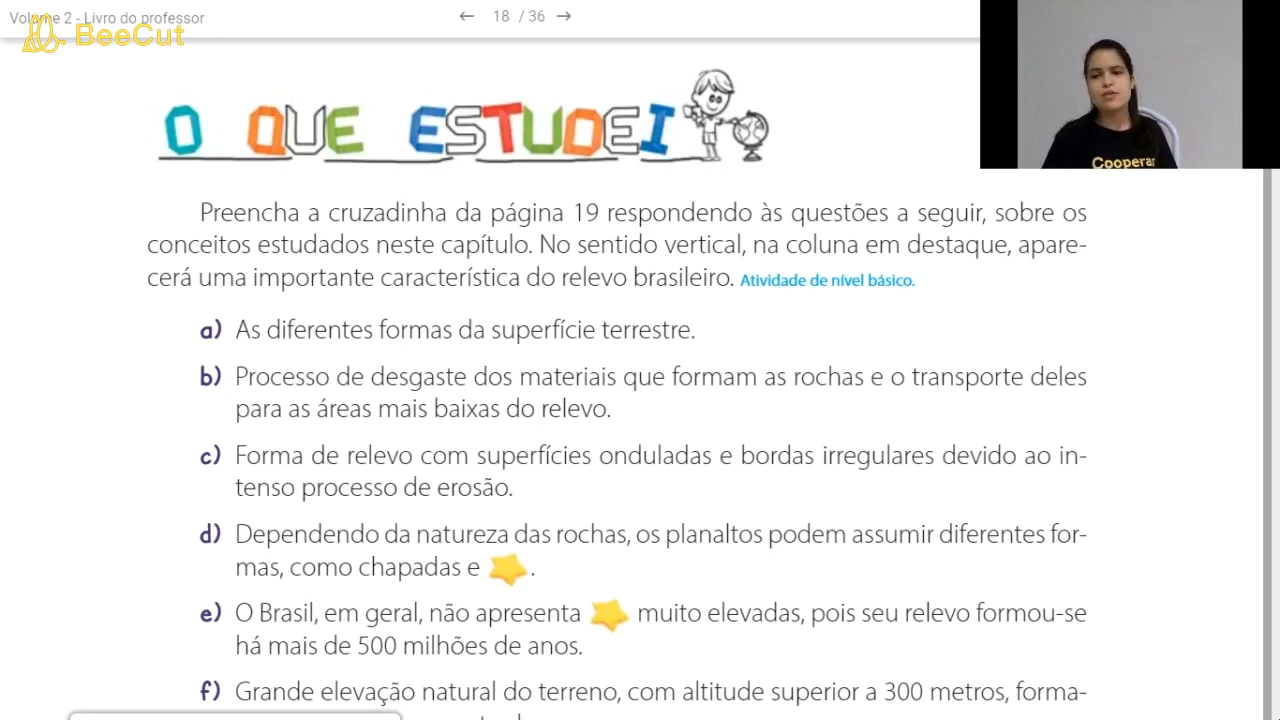 Volume 2 - Livro do professor
18 / 36
BeeCut
Cooperar
O QUE ESTUDEI
Preencha a cruzadinha da página 19 respondendo às questões a seguir, sobre os
conceitos estudados neste capítulo. No sentido vertical, na coluna em destaque, apare-
cerá uma importante característica do relevo brasileiro. Atividade de nível básico.
a) As diferentes formas da superfície terrestre.
b) Processo de desgaste dos materiais que formam as rochas e o transporte deles
para as áreas mais baixas do relevo.
c) Forma de relevo com superfícies onduladas e bordas irregulares devido ao in-
tenso processo de erosão.
d) Dependendo da natureza das rochas, os planaltos podem assumir diferentes for-
mas, como chapadas e .
e) O Brasil, em geral, não apresenta muito elevadas, pois seu relevo formou-se
há mais de 500 milhões de anos.
f) Grande elevação natural do terreno, com altitude superior a 300 metros, forma-